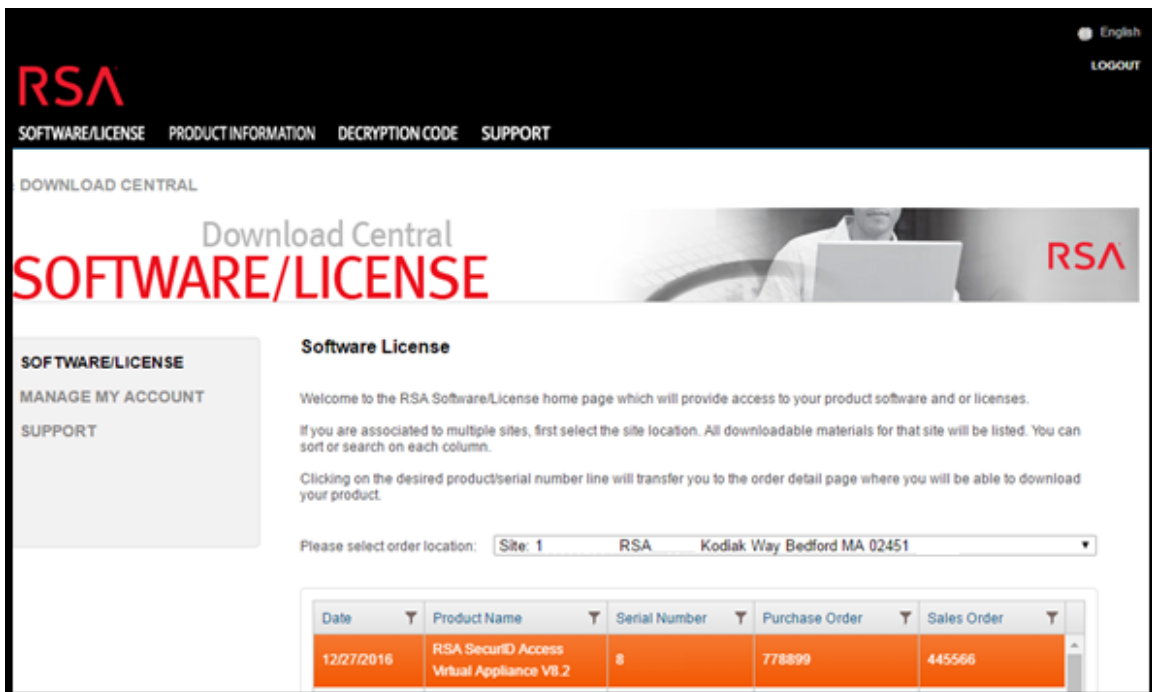 English
LOGOUT
RSA
SOFTWARE/LICENSE PRODUCT INFORMATION DECRYPTION CODE SUPPORT
DOWNLOAD CENTRAL
Download Central
SOFTWARE/LICENSE
RSA
SOFTWARE/LICENSE
MANAGE MY ACCOUNT
SUPPORT
Software License
Welcome to the RSA Software/License home page which will provide access to your product software and or licenses.
If you are associated to multiple sites, first select the site location. All downloadable materials for that site will be listed. You can
sort or search on each column.
Clicking on the desired product/serial number line will transfer you to the order detail page where you will be able to download
your product.
Please select order location: Site: 1 RSA Kodiak Way Bedford MA 02451
Date Product Name Serial Number Purchase Order Sales Order
12/27/2016 RSA SecurID Access 8 778899 445566
Virtual Appliance V8.2